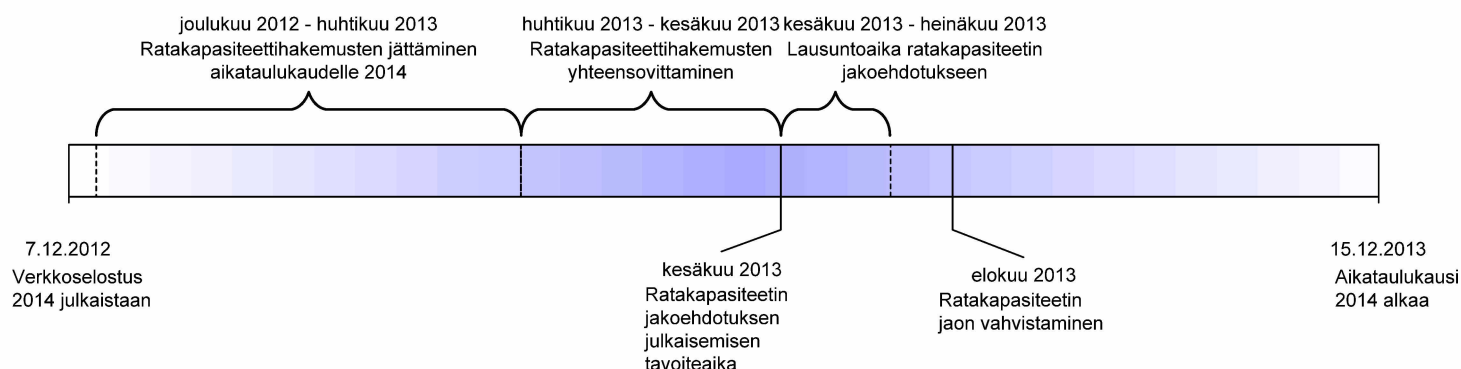 joulukuu 2012 - huhtikuu 2013
Ratakapasiteettihakemusten jättäminen
aikataulukaudelle 2014
huhtikuu 2013 - kesäkuu 2013
Ratakapasiteettihakemusten
yhteensovittaminen
kesäkuu 2013 - heinäkuu 2013
Lausuntoaika ratakapasiteetin
jakoehdotukseen
7.12.2012
Verkkoselostus
2014 julkaistaan
kesäkuu 2013
Ratakapasiteetin
jakoehdotuksen
julkaisemisen
tavoiteaika
elokuu 2013
Ratakapasiteetin
jaon vahvistaminen
15.12.2013
Aikataulukausi
2014 alkaa